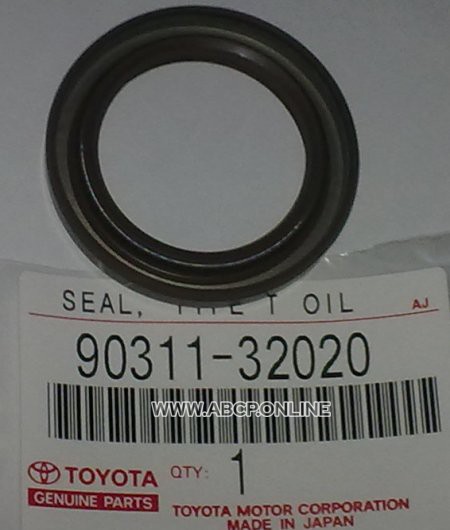 SEAL, TYPE T OIL AJ
90311-32020
WWW.ABCP.ONLINE
TOYOTA QTY: 1
GENUINE PARTS
TOYOTA MOTOR CORPORATION
MADE IN JAPAN